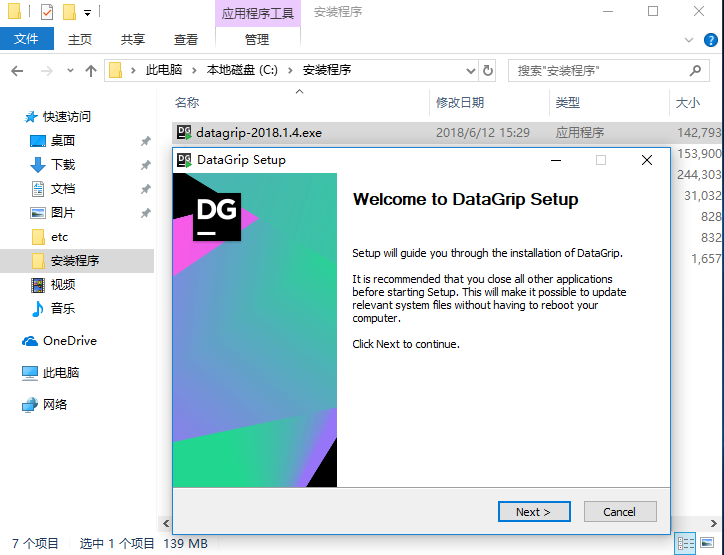 应用程序工具 安装程序
文件 主页 共享 查看 管理
此电脑 本地磁盘 (C:) 安装程序 搜索"安装程序"
名称 修改日期 类型 大小
快速访问
桌面
下载
文档
图片
etc
安装程序
视频
音乐
OneDrive
此电脑
网络
datagrip-2018.1.4.exe 2018/6/12 15:29 应用程序 142,793
153,900
244,303
31,032
828
832
1,657
DG DataGrip Setup
DG
Welcome to DataGrip Setup
Setup will guide you through the installation of DataGrip.
It is recommended that you close all other applications
before starting Setup. This will make it possible to update
relevant system files without having to reboot your
computer.
Click Next to continue.
Next > Cancel
7 个项目 选中 1 个项目 139 MB